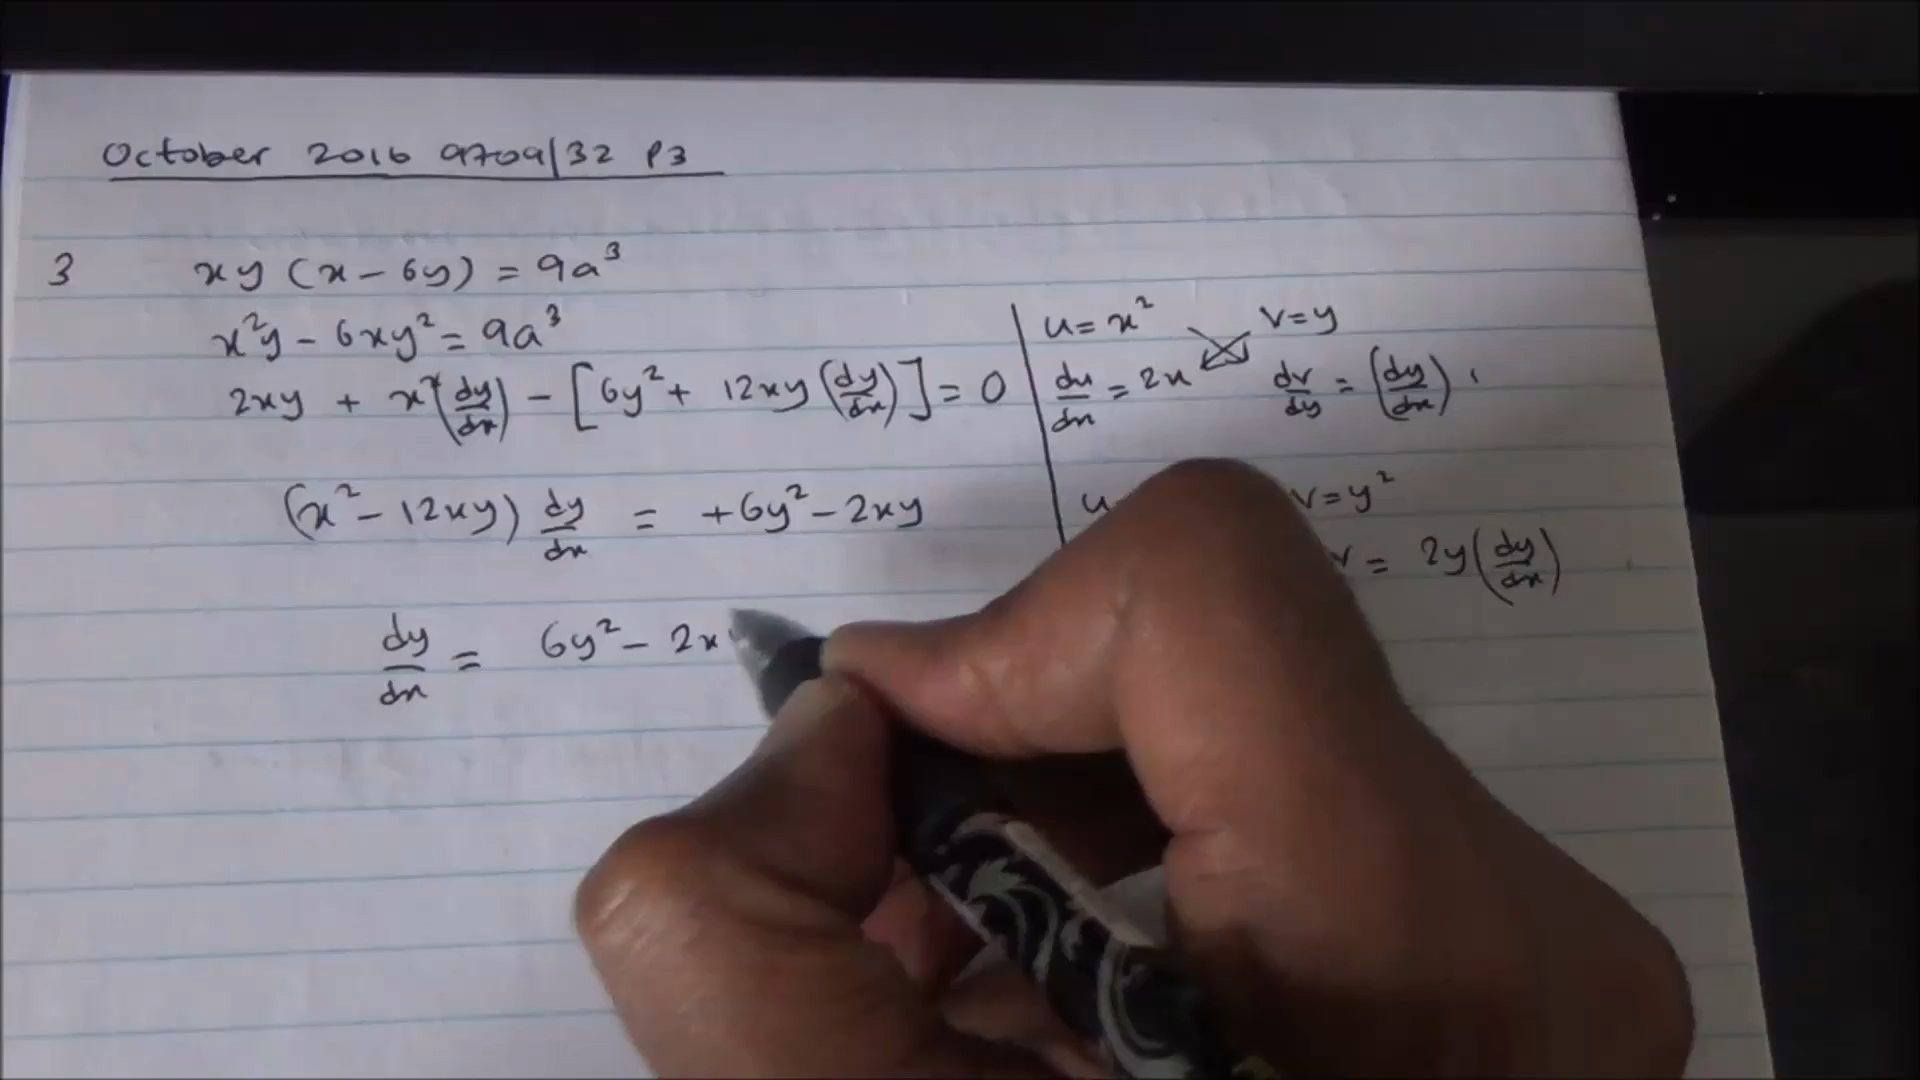 October 2016 9709/32 P3
3 xy (x - 6y) = 9a³
x²y - 6xy² = 9a³
2xy + x²(dy/dx) - [6y² + 12xy (dy/dx)] = 0
(x² - 12xy) dy/dx = +6y² - 2xy
dy/dx = 6y² - 2x
u = x² v = y
du/dx = 2x dv/dy = (dy/dx)
u v = y²
v = 2y(dy/dx)